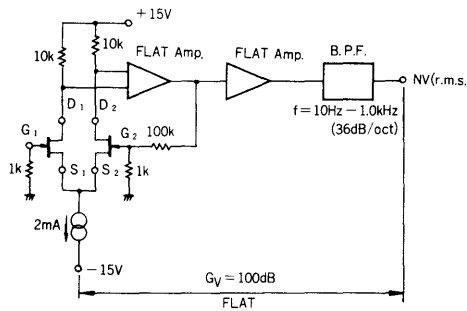 +15V
10k
10k
FLAT Amp.
FLAT Amp.
B.P.F.
NV(r.m.s.
f=10Hz−1.0kHz
(36dB/oct)
D1
D2
G1
G2
100k
1k
S1
S2
1k
2mA
−15V
GV=100dB
FLAT